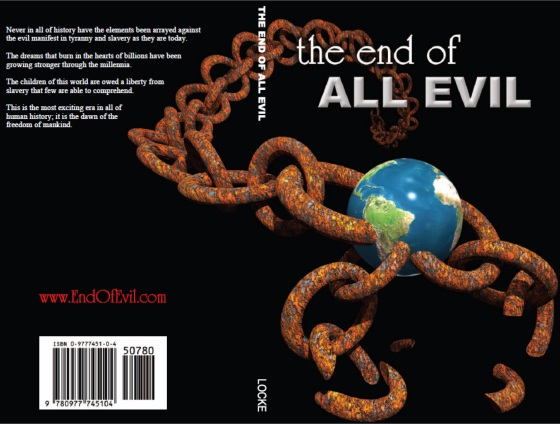 Never in all of history have the elements been arrayed against
the evil manifest in tyranny and slavery as they are today.
The dreams that burn in the hearts of billions have been
growing stronger through the millennia.
The children of this world are owed a liberty from
slavery that few are able to comprehend.
This is the most exciting era in all of
human history; it is the dawn of the
freedom of mankind.
www.EndOfEvil.com
ISBN 0-9777451-0-4
50780
9 780977 745104
THE END OF ALL EVIL
LOCKE
the end of
ALL EVIL